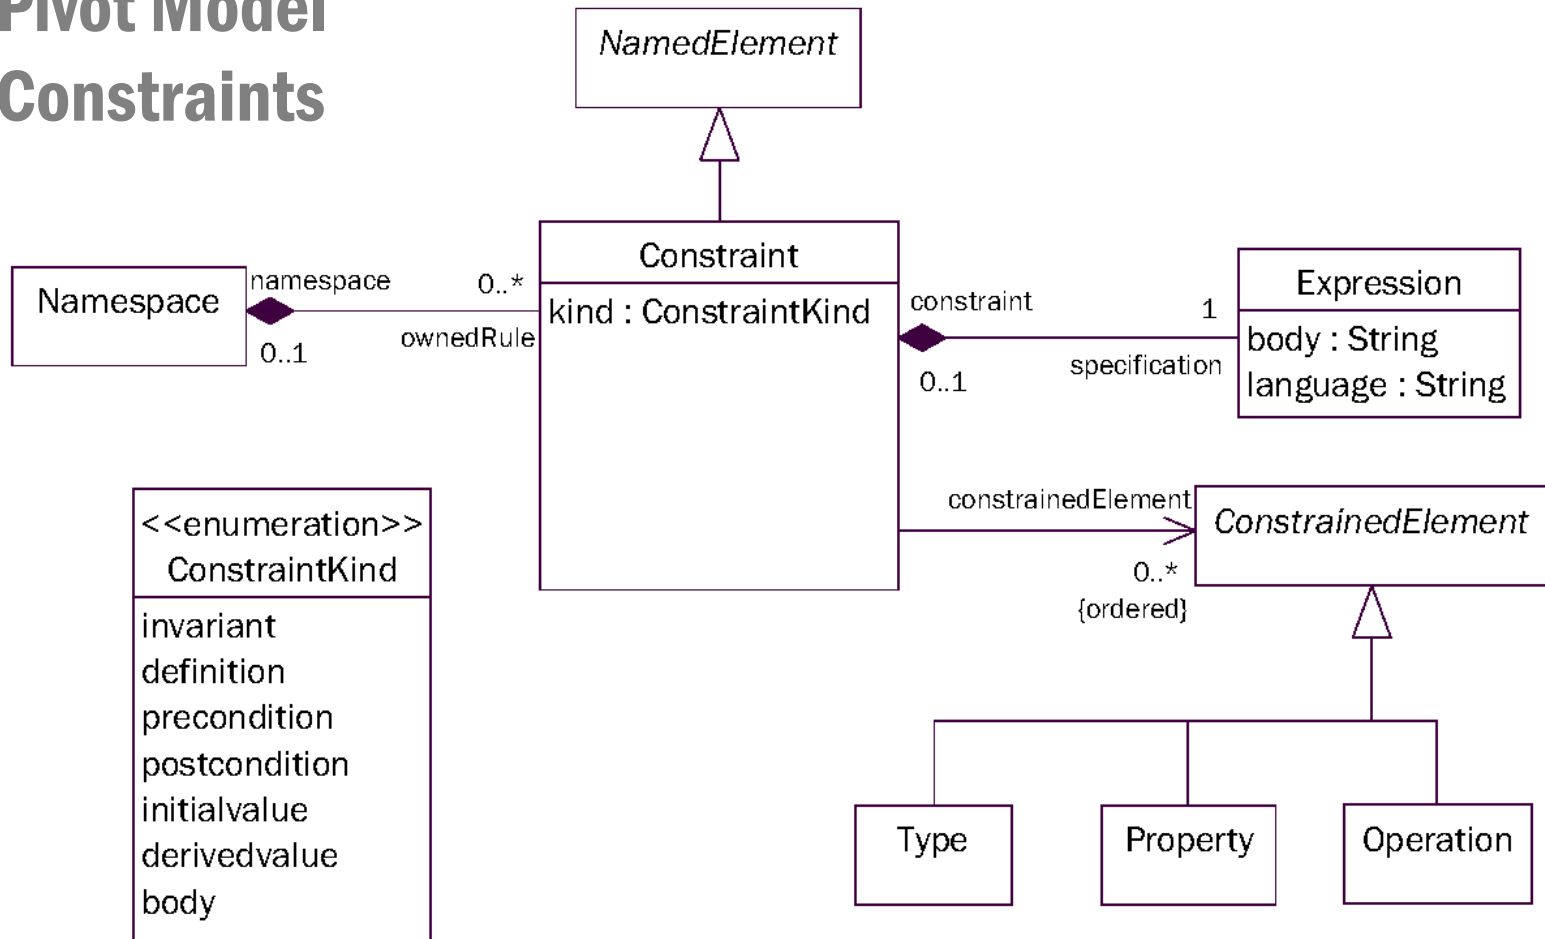 Pivot Model
Constraints
NamedElement
Namespace
namespace
0..1
0..*
ownedRule
Constraint
kind : ConstraintKind
constraint
0..1
1
specification
Expression
body : String
language : String
constrainedElement
0..*
{ordered}
ConstrainedElement
<<enumeration>>
ConstraintKind
invariant
definition
precondition
postcondition
initialvalue
derivedvalue
body
Type
Property
Operation